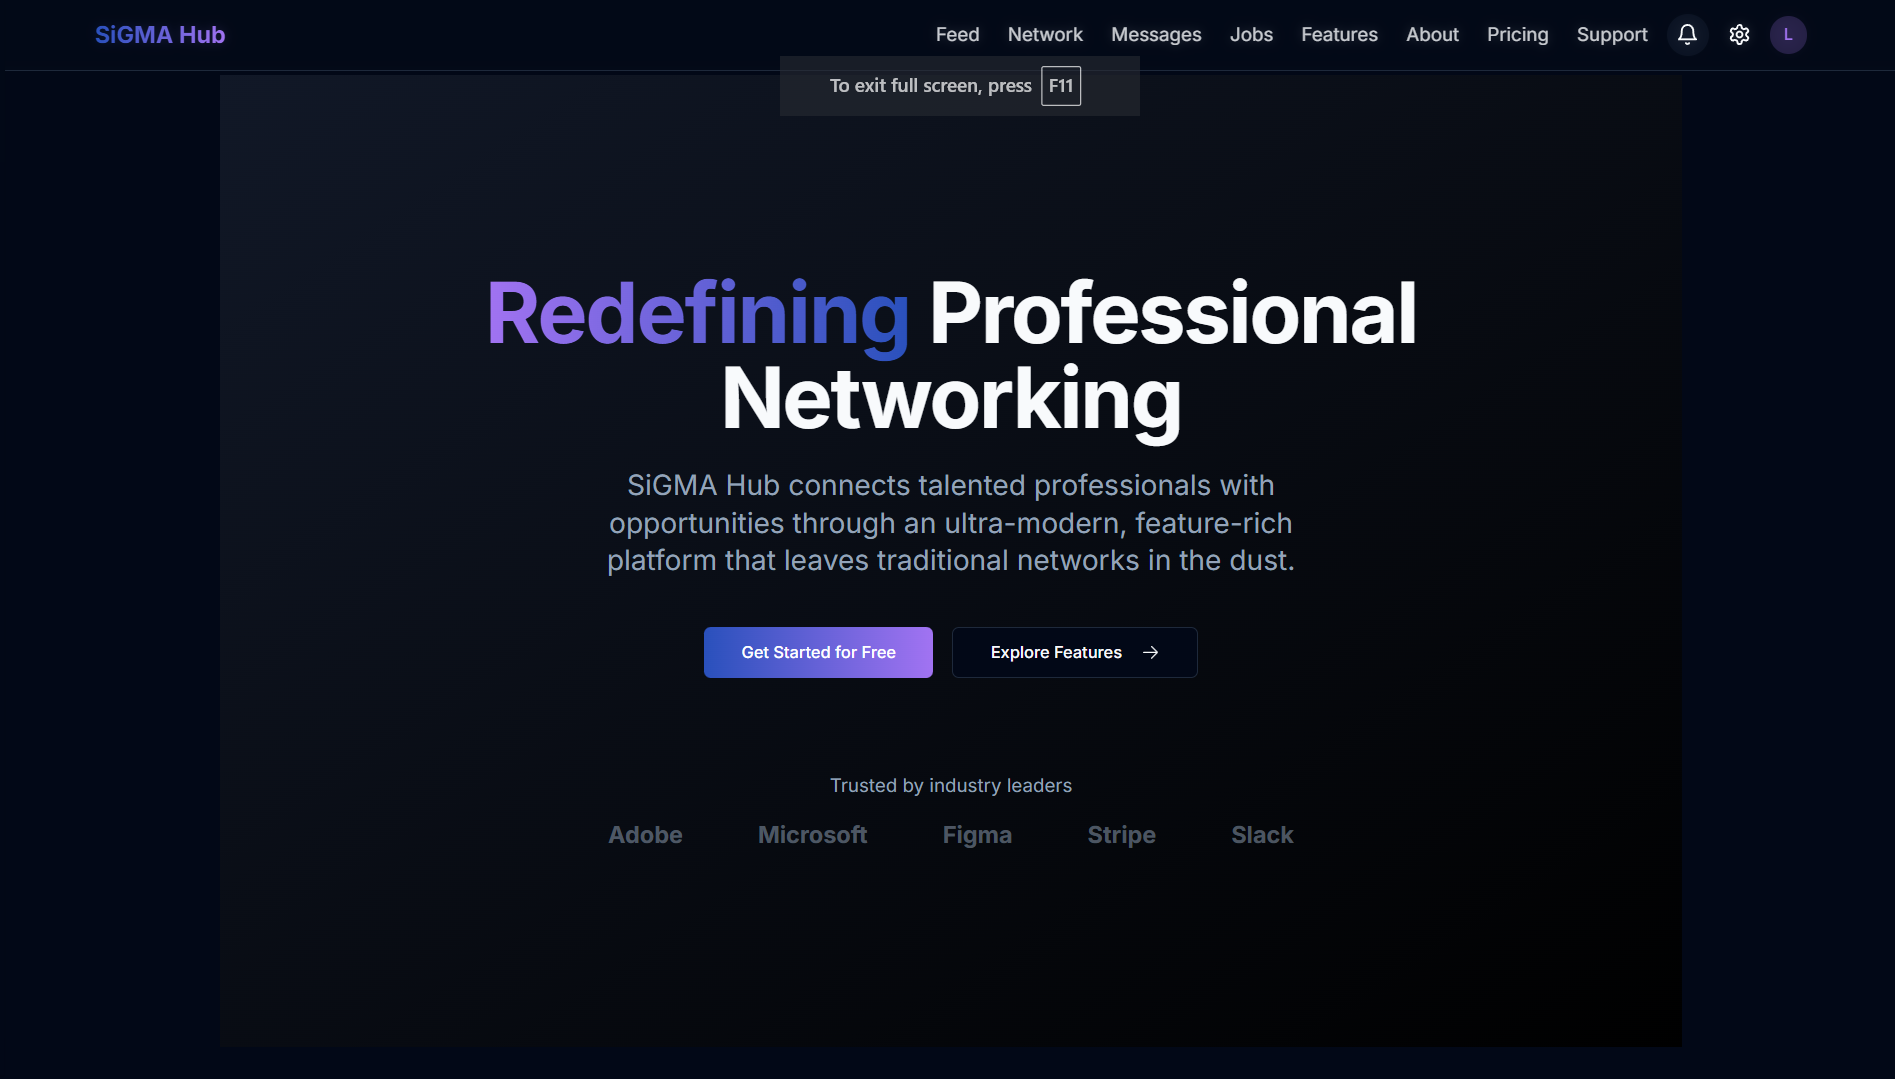 SiGMA Hub
Feed Network Messages Jobs Features About Pricing Support L
To exit full screen, press F11
Redefining Professional
Networking
SiGMA Hub connects talented professionals with
opportunities through an ultra-modern, feature-rich
platform that leaves traditional networks in the dust.
Get Started for Free Explore Features →
Trusted by industry leaders
Adobe Microsoft Figma Stripe Slack